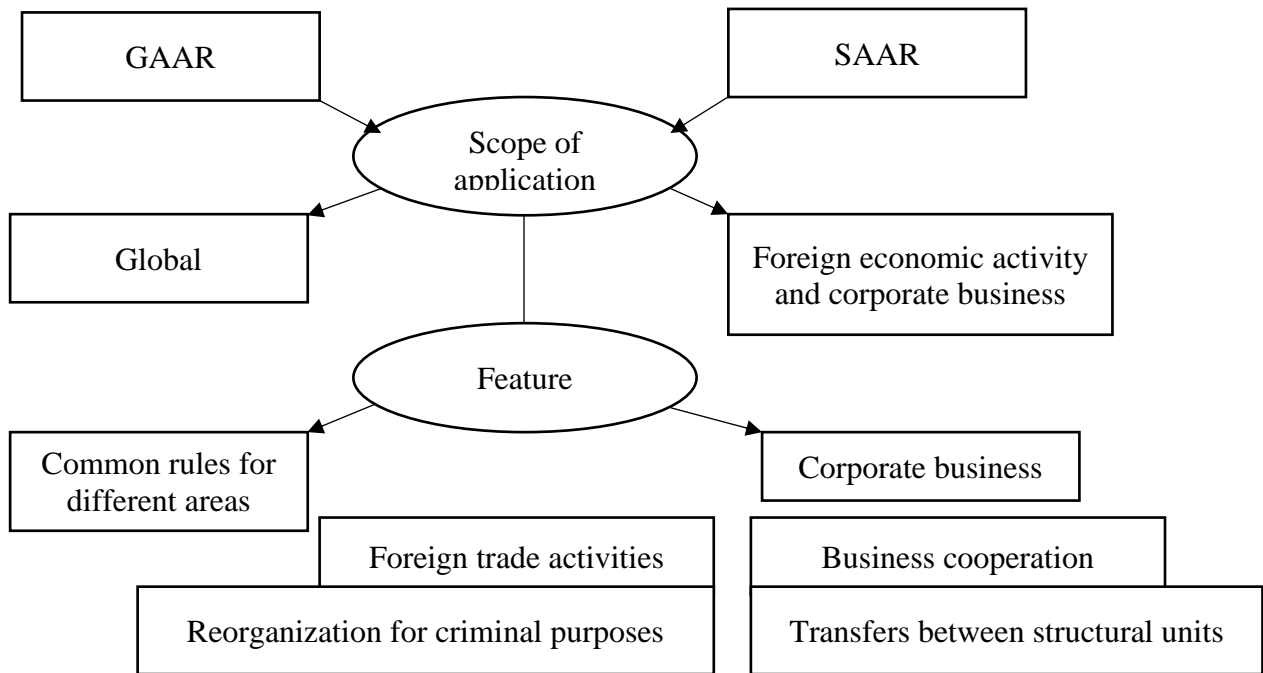 GAAR
SAAR
Scope of
application
Global
Foreign economic activity
and corporate business
Feature
Common rules for
different areas
Corporate business
Foreign trade activities
Business cooperation
Reorganization for criminal purposes
Transfers between structural units